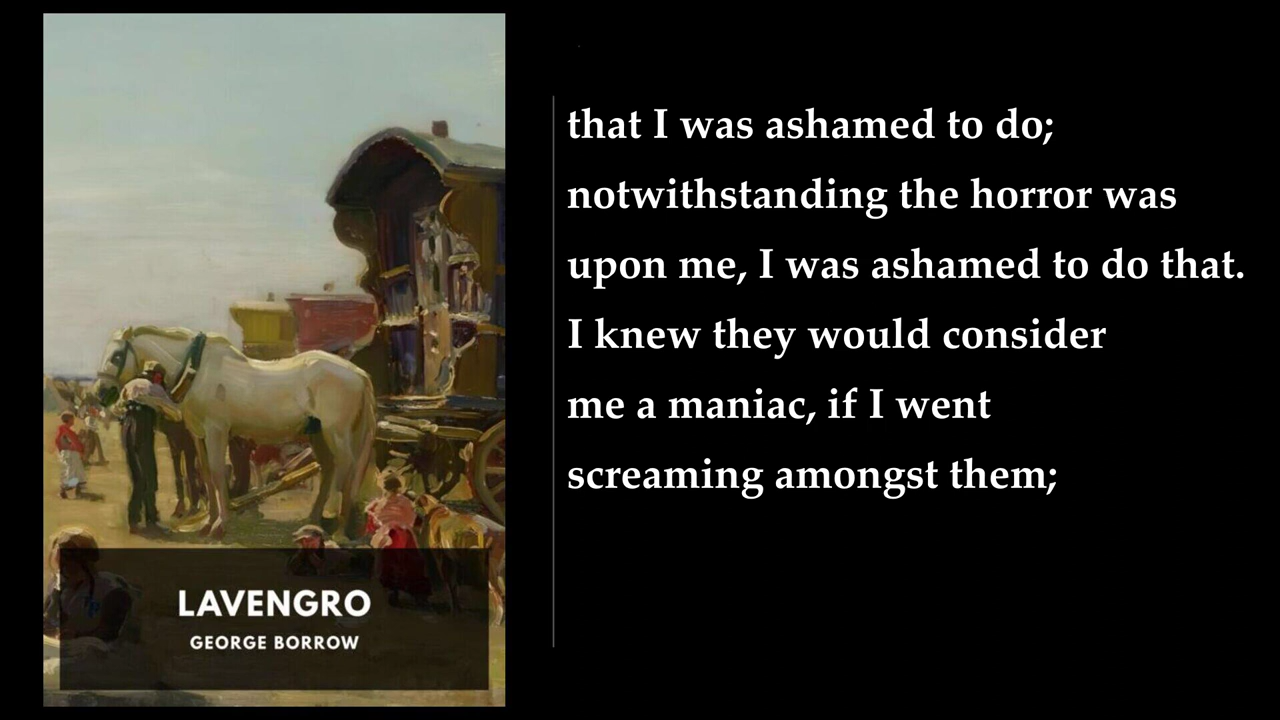 LAVENGRO
GEORGE BORROW
that I was ashamed to do;
notwithstanding the horror was
upon me, I was ashamed to do that.
I knew they would consider
me a maniac, if I went
screaming amongst them;